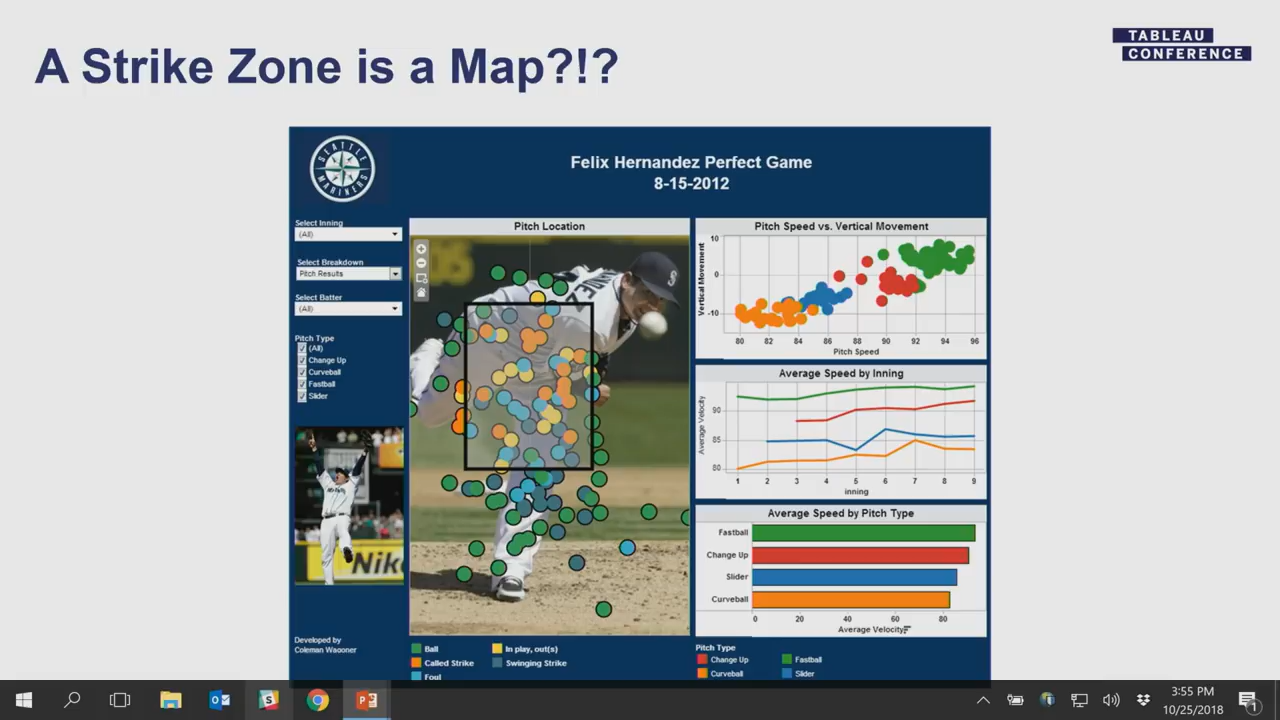 A Strike Zone is a Map?!?
TABLEAU
CONFERENCE
SEATTLE
MARINERS
Felix Hernandez Perfect Game
8-15-2012
Select Inning
(All)
Select Breakdown
Pitch Results
Select Batter
(All)
Pitch Type
(All)
Change Up
Curveball
Fastball
Slider
Nike
Developed by
Coleman Wagoner
Pitch Location
S
Ball
In play, out(s)
Called Strike
Swinging Strike
Foul
Pitch Speed vs. Vertical Movement
Vertical Movement
10
0
-10
80 82 84 86 88 90 92 94 96
Pitch Speed
Average Speed by Inning
Average Velocity
90
85
80
1 2 3 4 5 6 7 8 9
inning
Average Speed by Pitch Type
Fastball
Change Up
Slider
Curveball
0 20 40 60 80
Average Velocity
Pitch Type
Change Up
Fastball
Curveball
Slider
3:55 PM
10/25/2018
1